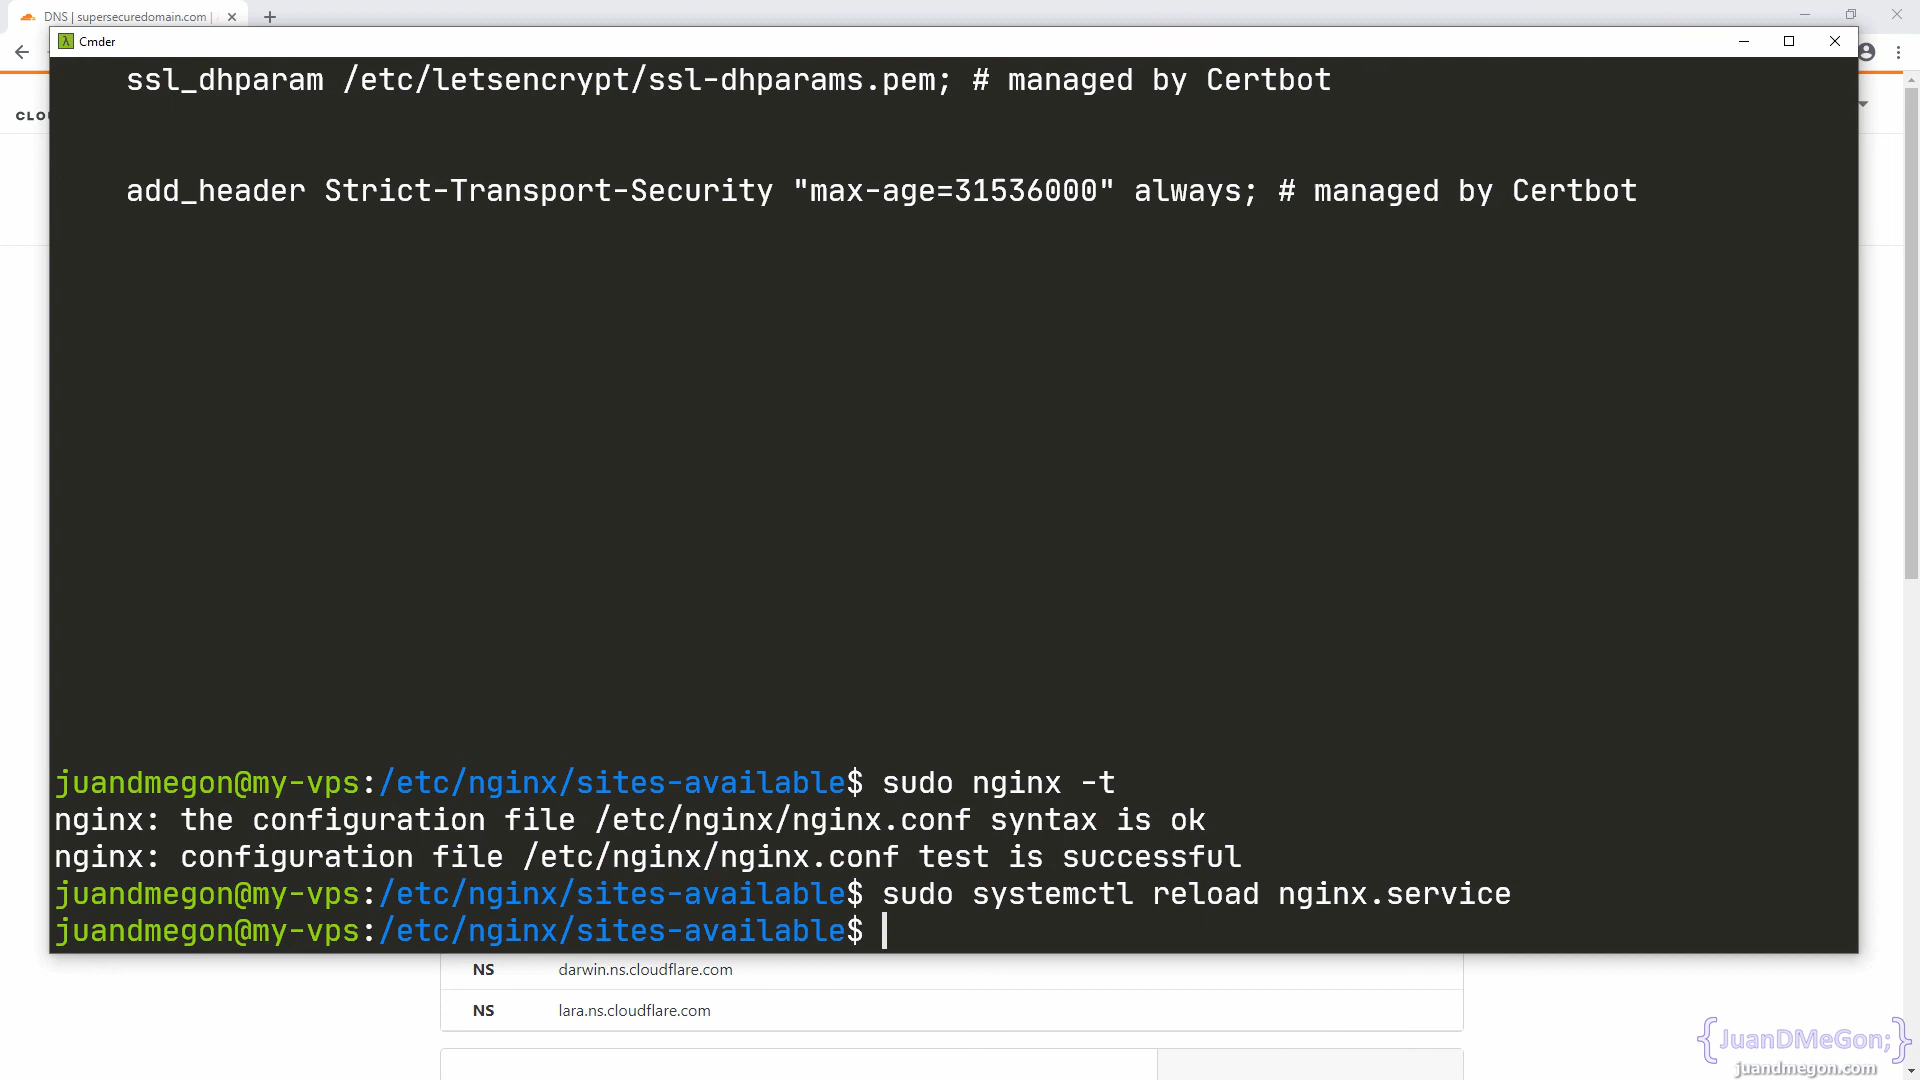 DNS | supersecuredomain.com |
Cmder
CLOU
ssl_dhparam /etc/letsencrypt/ssl-dhparams.pem; # managed by Certbot
add_header Strict-Transport-Security "max-age=31536000" always; # managed by Certbot
juandmegon@my-vps:/etc/nginx/sites-available$ sudo nginx -t
nginx: the configuration file /etc/nginx/nginx.conf syntax is ok
nginx: configuration file /etc/nginx/nginx.conf test is successful
juandmegon@my-vps:/etc/nginx/sites-available$ sudo systemctl reload nginx.service
juandmegon@my-vps:/etc/nginx/sites-available$
NS darwin.ns.cloudflare.com
NS lara.ns.cloudflare.com
{JuanDMeGon;}
juandmegon.com